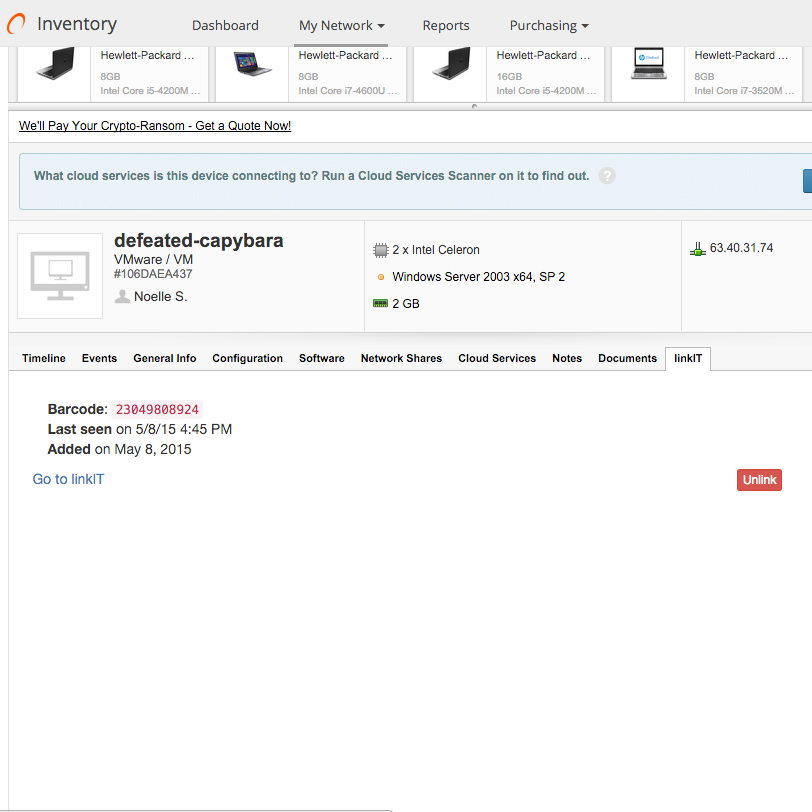 Inventory
Dashboard
My Network
Reports
Purchasing
Hewlett-Packard ...
8GB
Intel Core i5-4200M ...
Hewlett-Packard ...
8GB
Intel Core i7-4600U ...
Hewlett-Packard ...
16GB
Intel Core i5-4200M ...
Hewlett-Packard ...
8GB
Intel Core i7-3520M ...
We'll Pay Your Crypto-Ransom - Get a Quote Now!
What cloud services is this device connecting to? Run a Cloud Services Scanner on it to find out. ?
defeated-capybara
VMware / VM
#106DAEA437
Noelle S.
2 x Intel Celeron
Windows Server 2003 x64, SP 2
2 GB
63.40.31.74
Timeline
Events
General Info
Configuration
Software
Network Shares
Cloud Services
Notes
Documents
linkIT
Barcode: 23049808924
Last seen on 5/8/15 4:45 PM
Added on May 8, 2015
Go to linkIT
Unlink